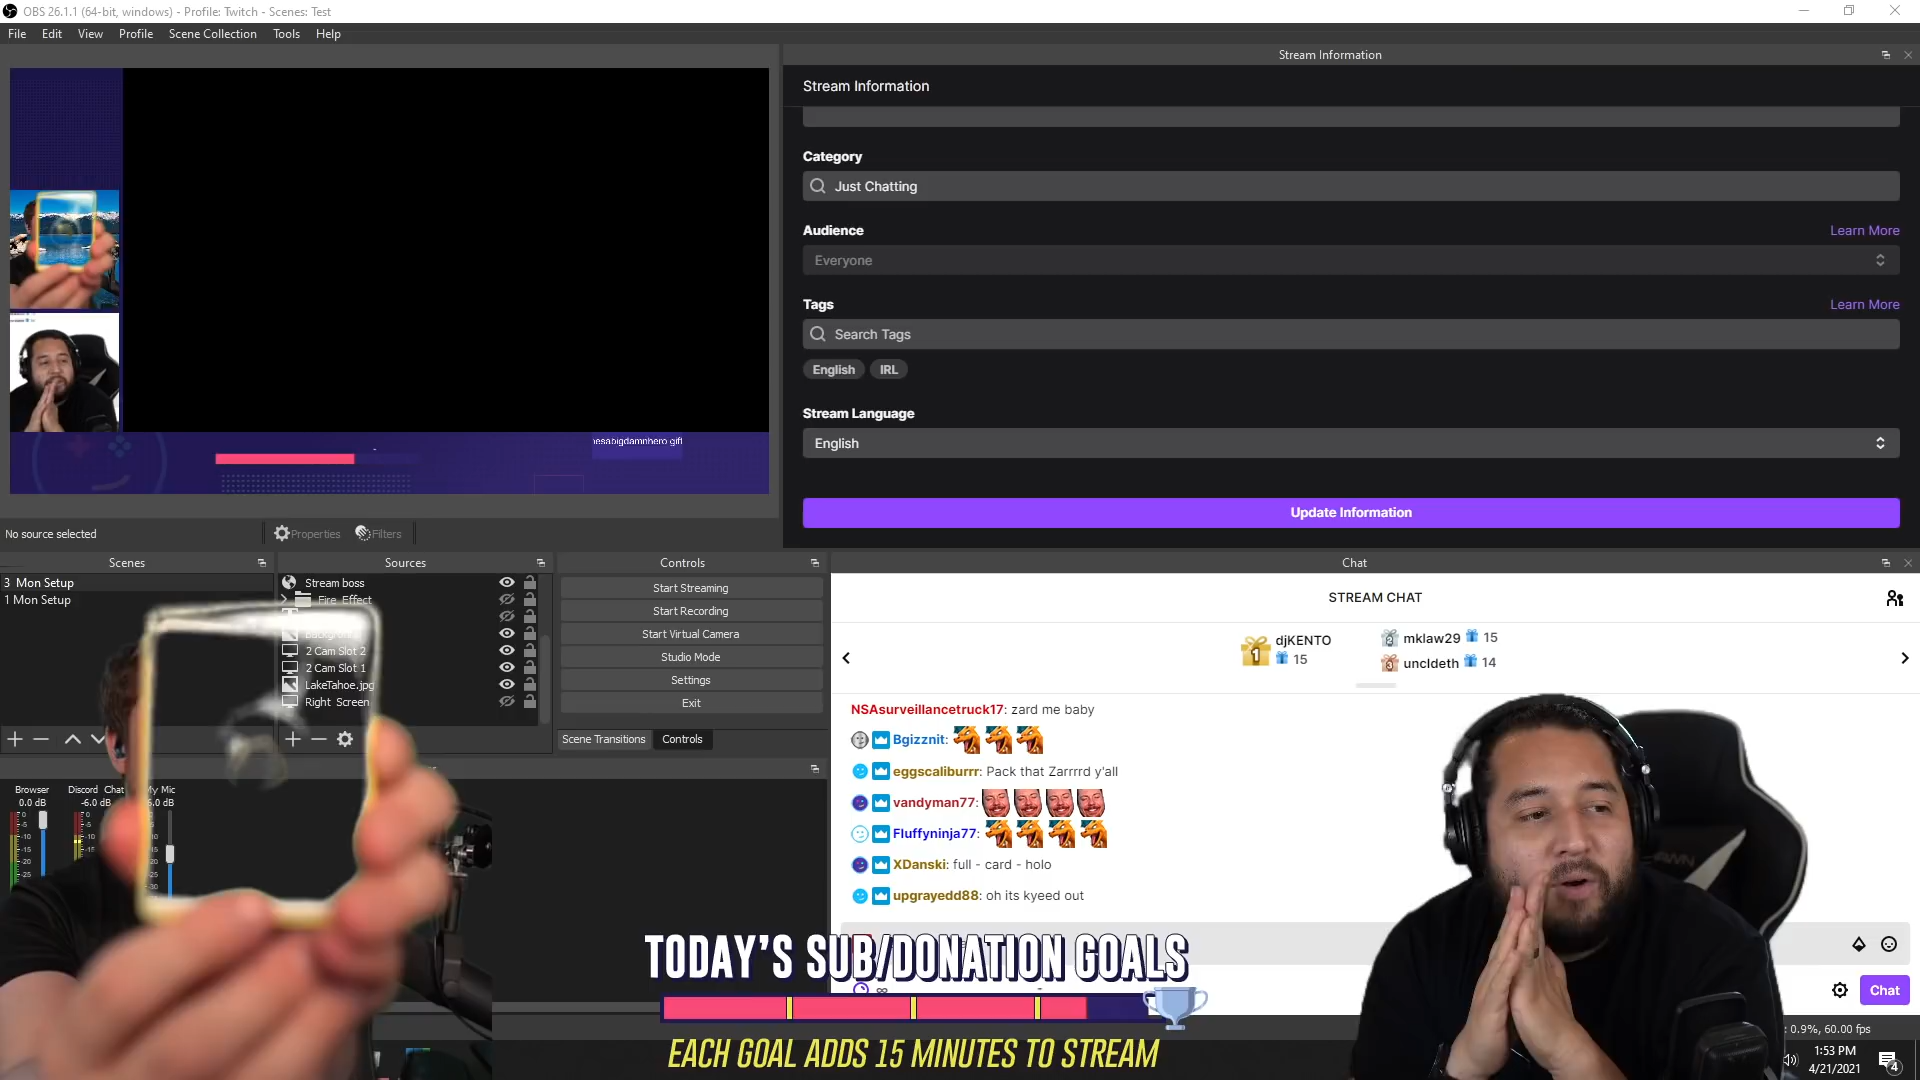 OBS 26.1.1 (64-bit, windows) - Profile: Twitch - Scenes: Test
File Edit View Profile Scene Collection Tools Help
Stream Information
Stream Information
Category
Just Chatting
Audience Learn More
Everyone
Tags Learn More
Search Tags
English IRL
Stream Language
English
Update Information
No source selected Properties Filters
Scenes
3 Mon Setup
1 Mon Setup
Sources
Stream boss
Fire Effect
2 Cam Slot 2
2 Cam Slot 1
LakeTahoe.jpg
Right Screen
Controls
Start Streaming
Start Recording
Start Virtual Camera
Studio Mode
Settings
Exit
Scene Transitions Controls
Browser Discord Chat My Mic
0.0 dB -6.0 dB
Chat
STREAM CHAT
1 djKENTO 15
2 mklaw29 15
3 uncldeth 14
NSAsurveillancetruck17: zard me baby
Bgizznit:
eggscaliburrr: Pack that Zarrrrd y'all
vandyman77:
Fluffyninja77:
XDanski: full - card - holo
upgrayedd88: oh its kyeed out
Chat
TODAY'S SUB/DONATION GOALS
EACH GOAL ADDS 15 MINUTES TO STREAM
: 0.9%, 60.00 fps
1:53 PM
4/21/2021
4